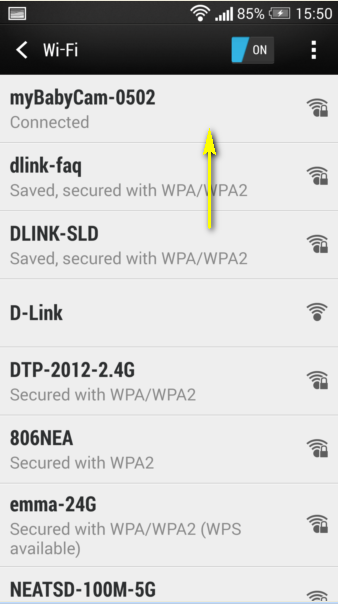 85% 15:50
Wi-Fi ON
myBabyCam-0502
Connected
dlink-faq
Saved, secured with WPA/WPA2
DLINK-SLD
Saved, secured with WPA/WPA2
D-Link
DTP-2012-2.4G
Secured with WPA/WPA2
806NEA
Secured with WPA2
emma-24G
Secured with WPA/WPA2 (WPS
available)
NEATSD-100M-5G